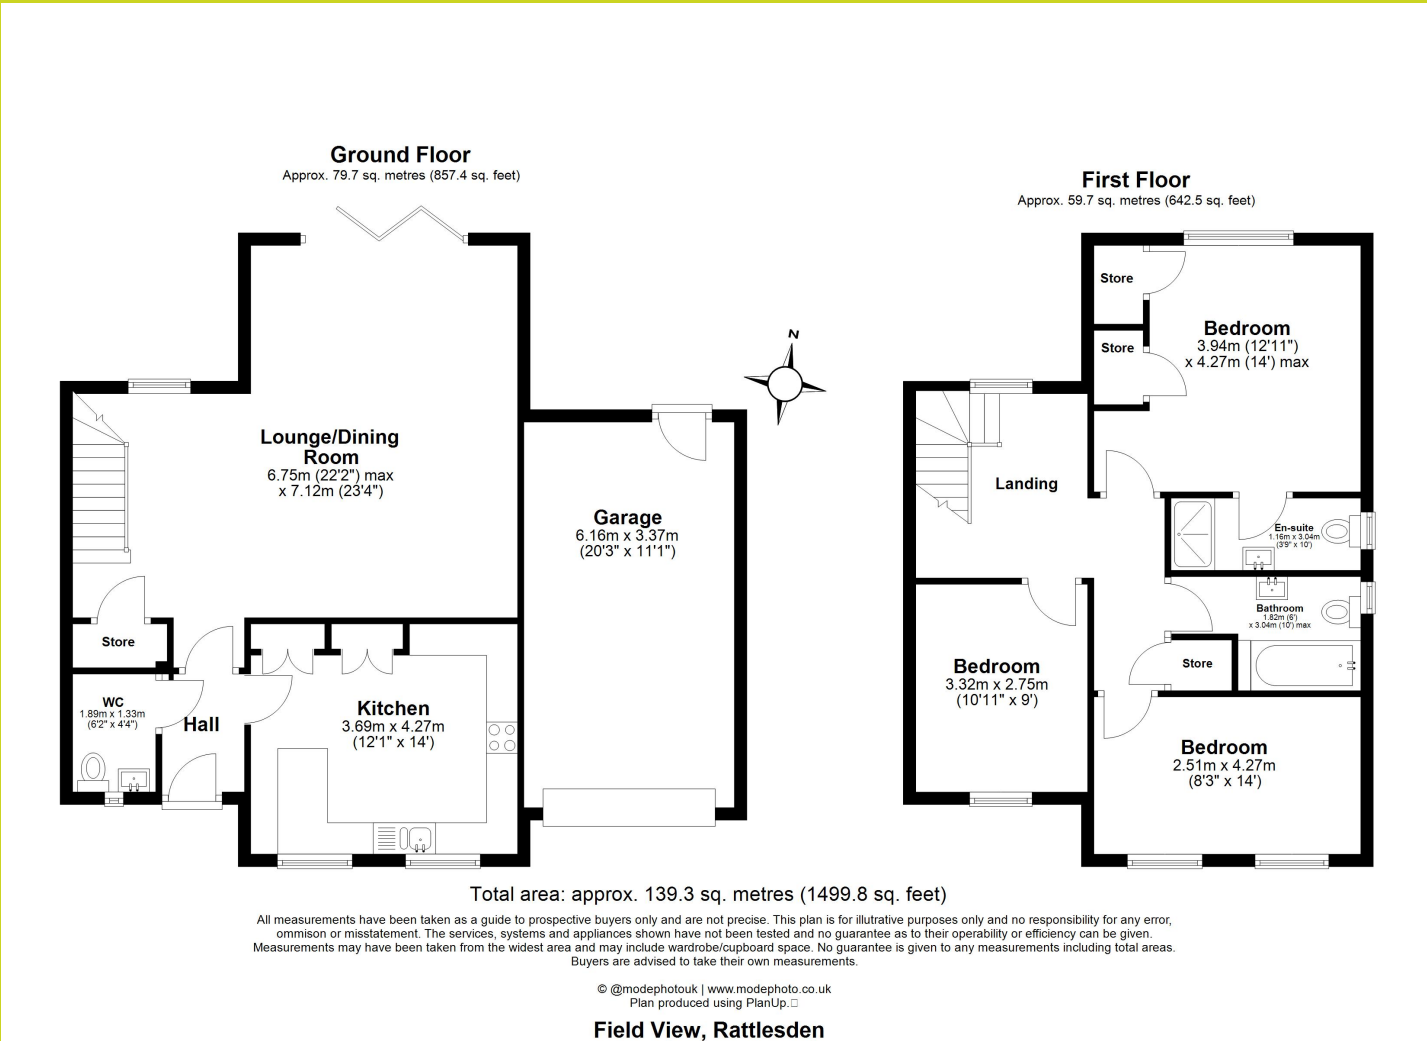 Ground Floor
Approx. 79.7 sq. metres (857.4 sq. feet)
First Floor
Approx. 59.7 sq. metres (642.5 sq. feet)
Lounge/Dining
Room
6.75m (22'2") max
x 7.12m (23'4")
N
Garage
6.16m x 3.37m
(20'3" x 11'1")
Store
WC
1.89m x 1.33m
(6'2" x 4'4")
Hall
Kitchen
3.69m x 4.27m
(12'1" x 14')
Store
Store
Bedroom
3.94m (12'11")
x 4.27m (14') max
Landing
En-suite
1.16m x 3.04m
(3'9" x 10')
Bathroom
1.82m (6')
x 3.04m (10') max
Store
Bedroom
3.32m x 2.75m
(10'11" x 9')
Bedroom
2.51m x 4.27m
(8'3" x 14')
Total area: approx. 139.3 sq. metres (1499.8 sq. feet)
All measurements have been taken as a guide to prospective buyers only and are not precise. This plan is for illutrative purposes only and no responsibility for any error,
ommison or misstatement. The services, systems and appliances shown have not been tested and no guarantee as to their operability or efficiency can be given.
Measurements may have been taken from the widest area and may include wardrobe/cupboard space. No guarantee is given to any measurements including total areas.
Buyers are advised to take their own measurements.
© @modephotouk | www.modephoto.co.uk
Plan produced using PlanUp.
Field View, Rattlesden